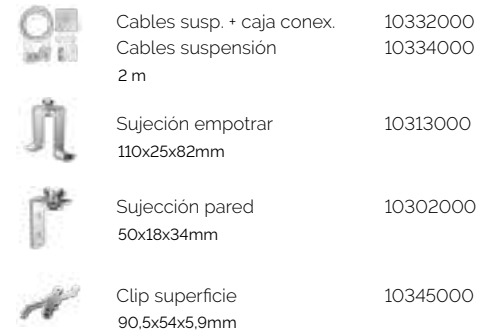 Cables susp. + caja conex. 10332000
Cables suspensión 10334000
2 m
Sujeción empotrar 10313000
110x25x82mm
Sujección pared 10302000
50x18x34mm
Clip superficie 10345000
90,5x54x5,9mm